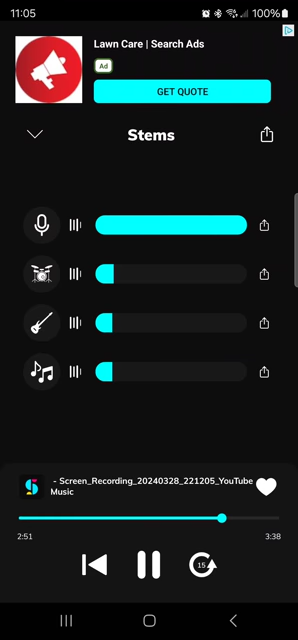 11:05
100%
Lawn Care | Search Ads
Ad
GET QUOTE
Stems
- Screen_Recording_20240328_221205_YouTube
Music
2:51
3:38
15